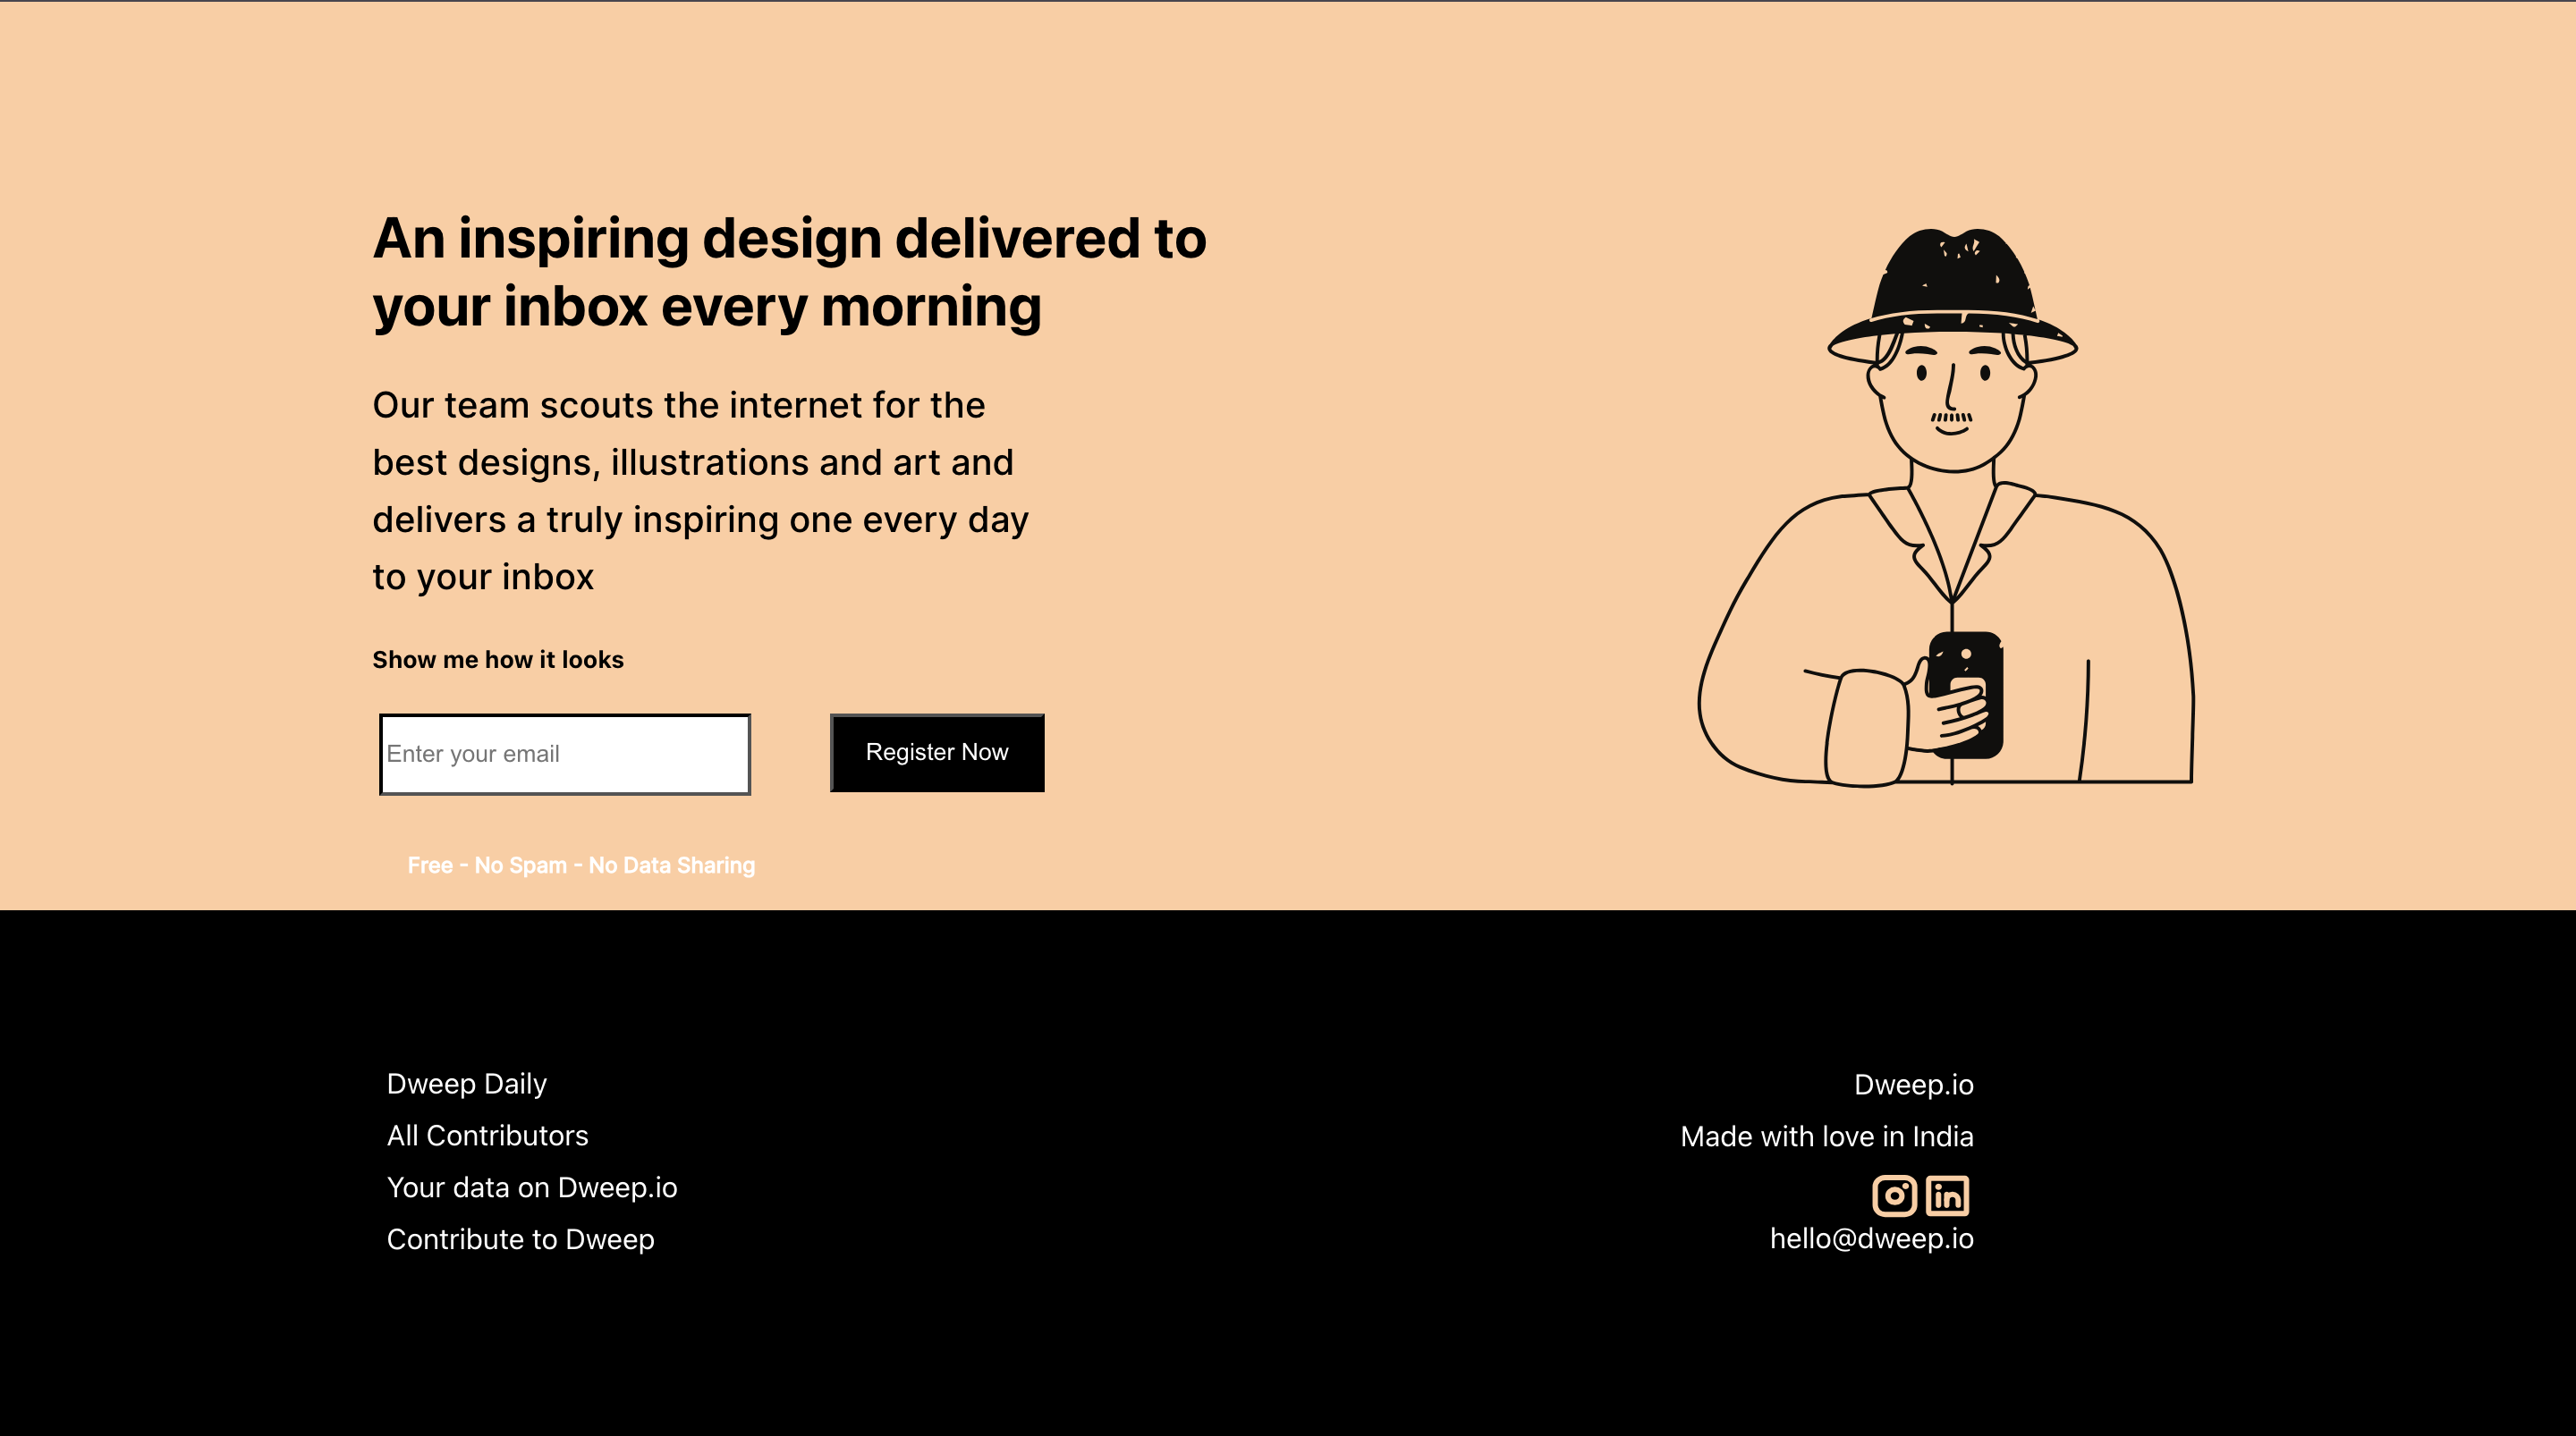 An inspiring design delivered to
your inbox every morning
Our team scouts the internet for the
best designs, illustrations and art and
delivers a truly inspiring one every day
to your inbox
Show me how it looks
Enter your email
Register Now
Free - No Spam - No Data Sharing
Dweep Daily
All Contributors
Your data on Dweep.io
Contribute to Dweep
Dweep.io
Made with love in India
in
hello@dweep.io